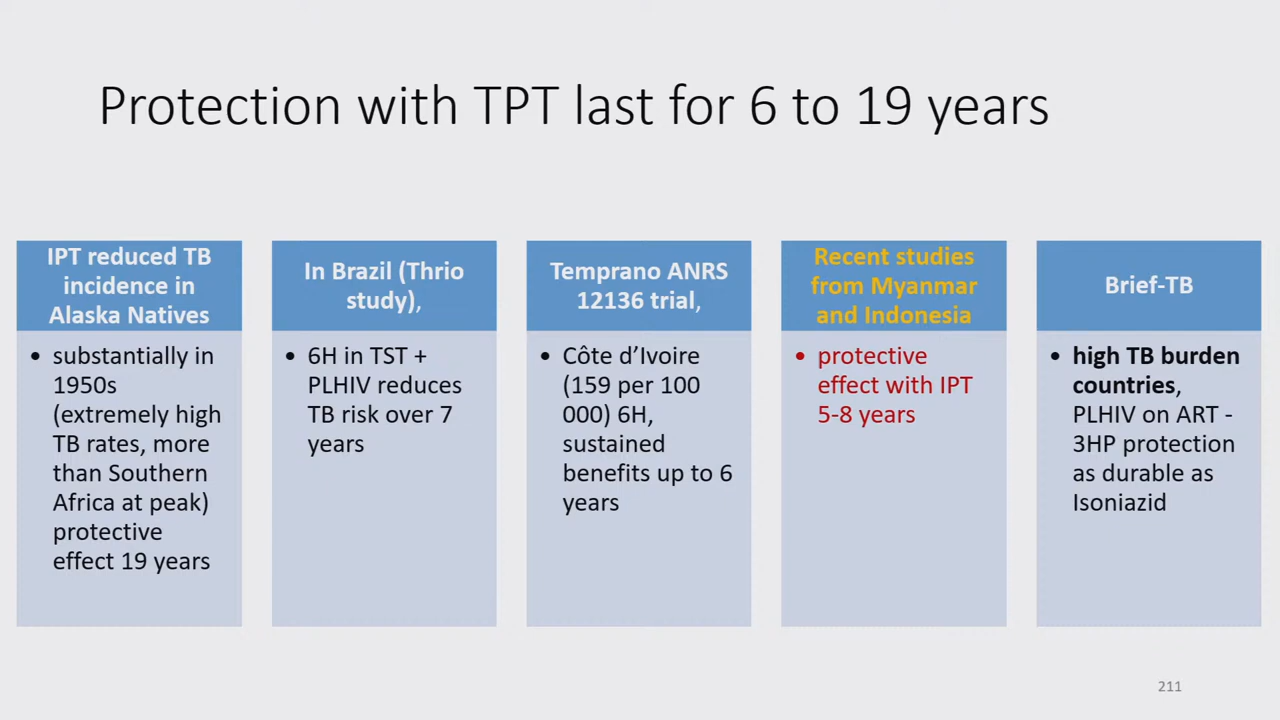 Protection with TPT last for 6 to 19 years
IPT reduced TB
incidence in
Alaska Natives
• substantially in
1950s
(extremely high
TB rates, more
than Southern
Africa at peak)
protective
effect 19 years
In Brazil (Thrio
study),
• 6H in TST +
PLHIV reduces
TB risk over 7
years
Temprano ANRS
12136 trial,
• Côte d’Ivoire
(159 per 100
000) 6H,
sustained
benefits up to 6
years
Recent studies
from Myanmar
and Indonesia
• protective
effect with IPT
5-8 years
Brief-TB
• high TB burden
countries,
PLHIV on ART -
3HP protection
as durable as
Isoniazid
211